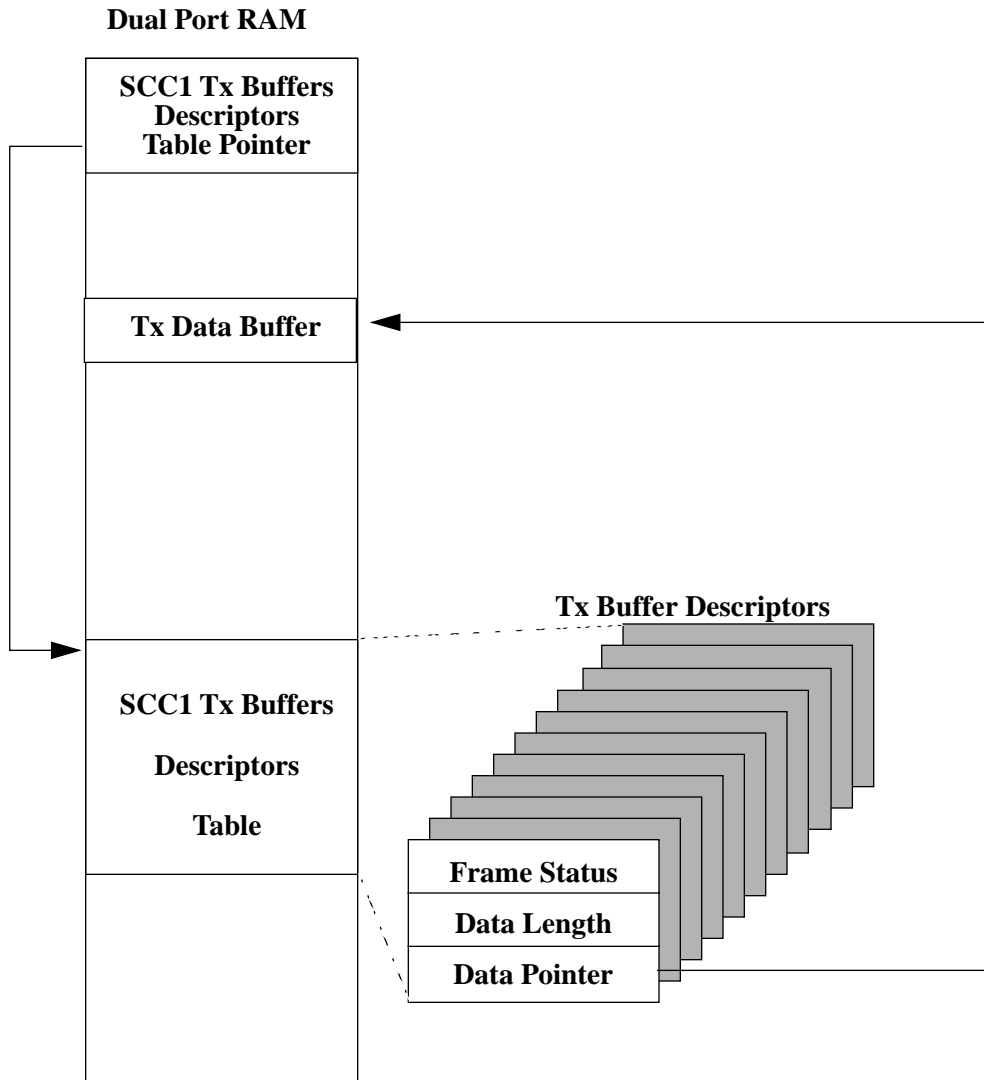 Dual Port RAM
SCC1 Tx Buffers
Descriptors
Table Pointer
Tx Data Buffer
Tx Buffer Descriptors
SCC1 Tx Buffers
Descriptors
Table
Frame Status
Data Length
Data Pointer